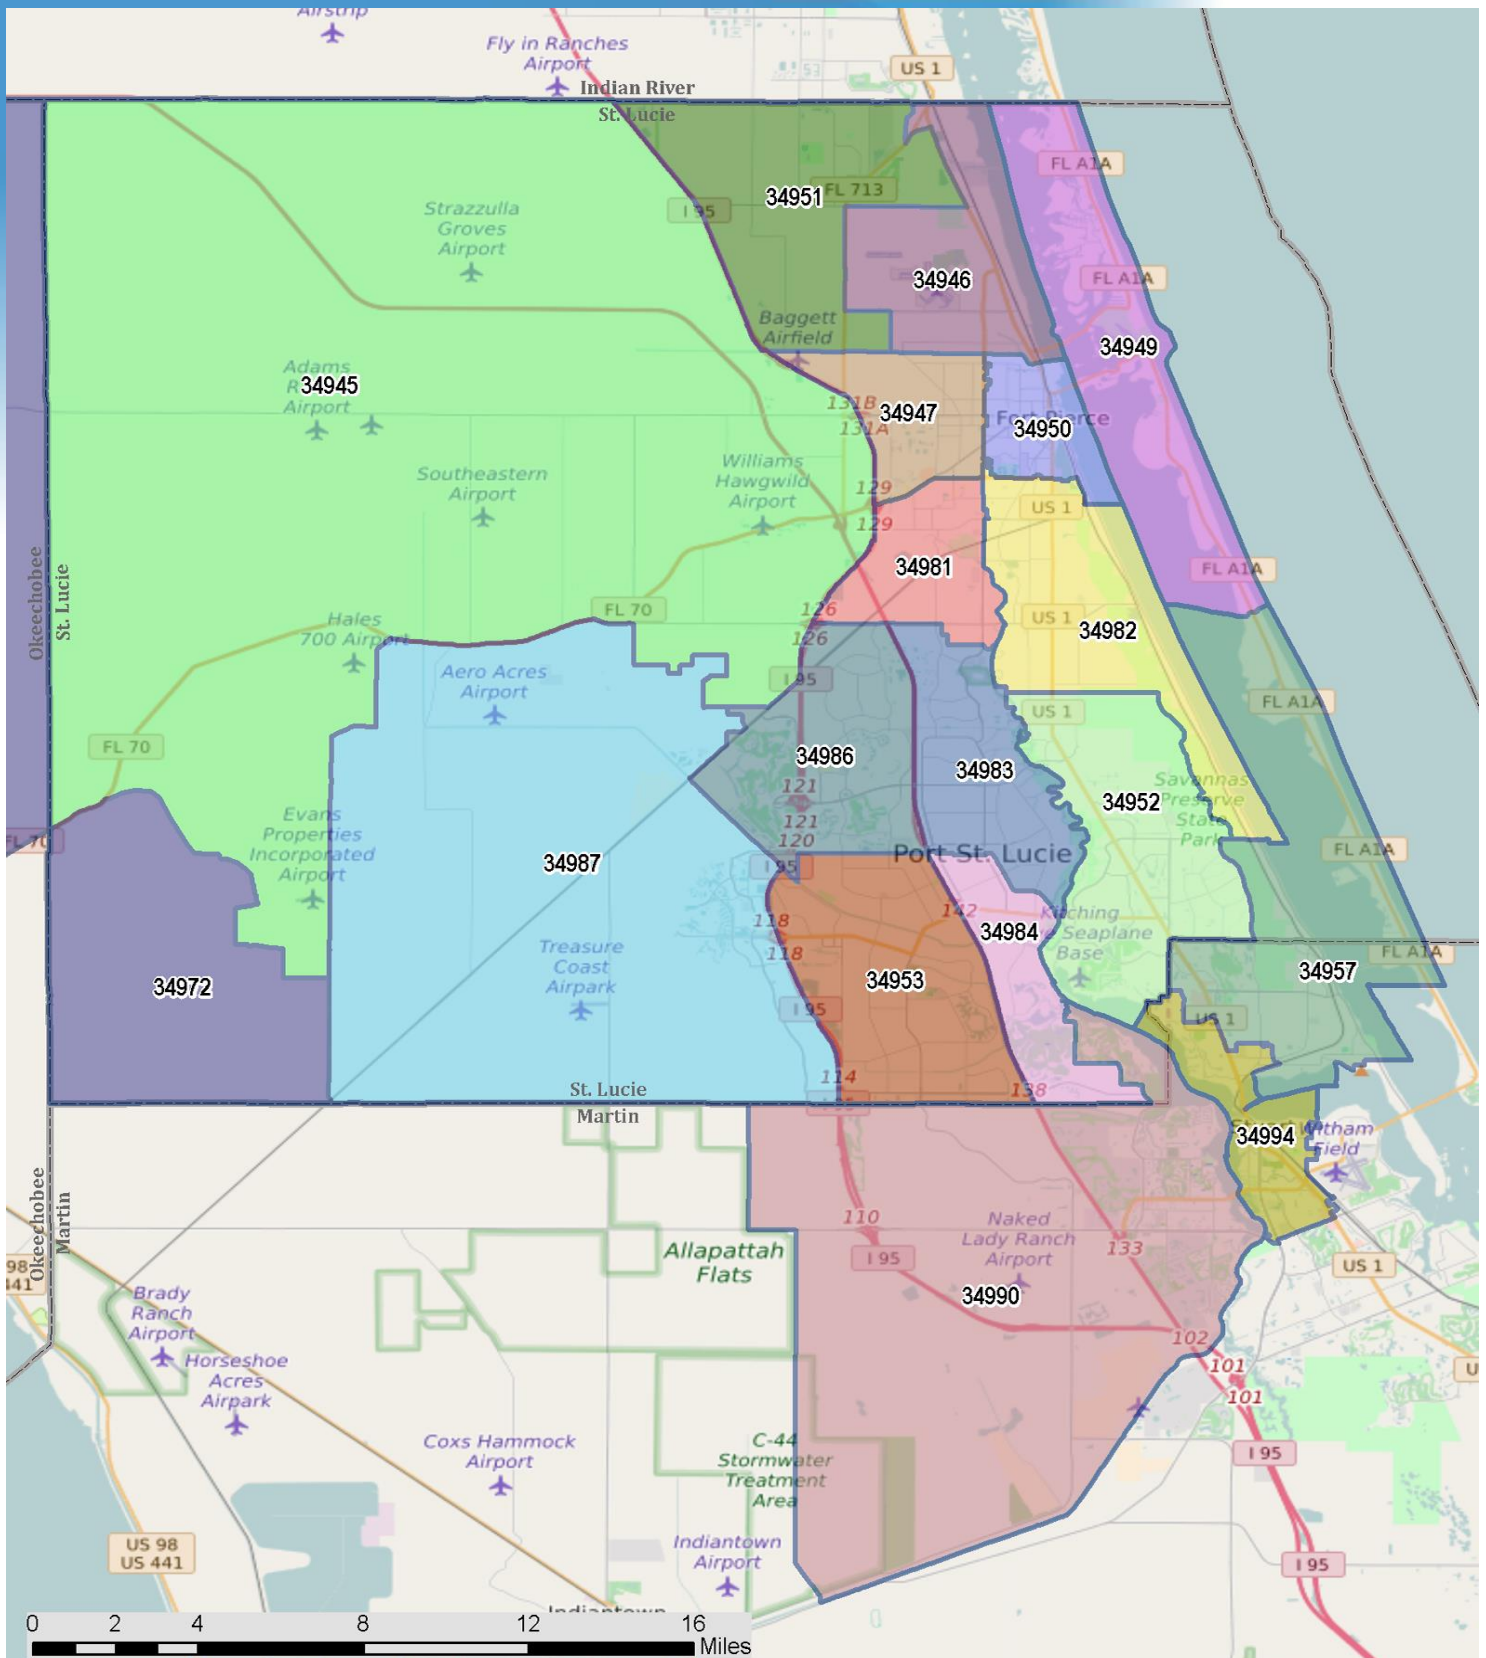 Airstrip
Fly in Ranches
Airport
US 1
Indian River
St. Lucie
FL A1A
34951
FL 713
I 95
Strazzulla
Groves
Airport
34946
FL A1A
Baggett
Airfield
34949
Adams
Airport
34945
131B
131A
34947
Fort Pierce
34950
Southeastern
Airport
Williams
Hawgwild
Airport
129
129
US 1
34981
FL A1A
Okeechobee
St. Lucie
FL 70
Hales
700 Airport
126
126
US 1
34982
Aero Acres
Airport
I 95
FL A1A
US 1
FL 70
34986
34983
121
121
120
34952
Savannas
Preserve
State
Park
Evans
Properties
Incorporated
Airport
FL 70
34987
Port St. Lucie
I 95
FL A1A
118
118
142
34984
Kitching
Seaplane
Base
FL A1A
Treasure
Coast
Airpark
34953
34957
34972
I 95
US 1
114
138
I 95
St. Lucie
Martin
34994
Witham
Field
Okeechobee
Martin
110
Naked
Lady Ranch
Airport
133
I 95
Allapattah
Flats
US 1
98
441
34990
Brady
Ranch
Airport
102
Horseshoe
Acres
Airpark
101
101
Coxs Hammock
Airport
C-44
Stormwater
Treatment
Area
I 95
US 98
US 441
Indiantown
Airport
I 95
Indiantown
0 2 4 8 12 16
Miles